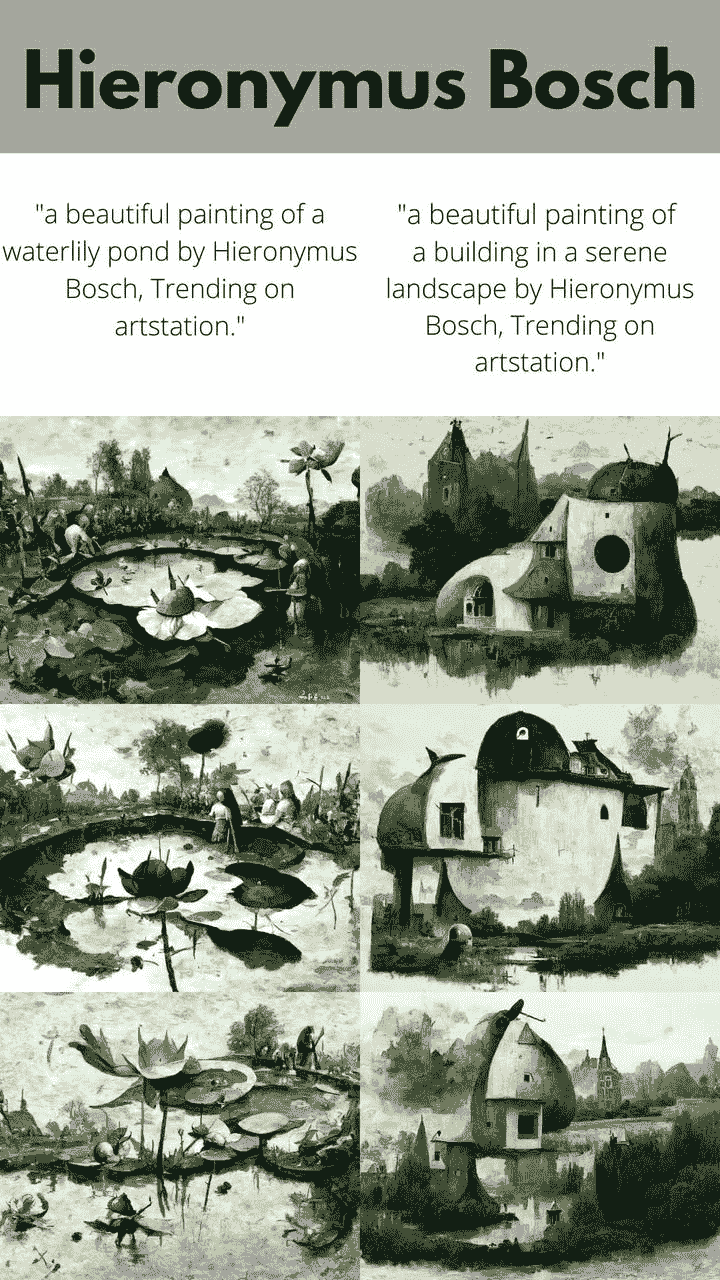 Hieronymus Bosch
"a beautiful painting of a
waterlily pond by Hieronymus
Bosch, Trending on
artstation."
"a beautiful painting of
a building in a serene
landscape by Hieronymus
Bosch, Trending on
artstation."